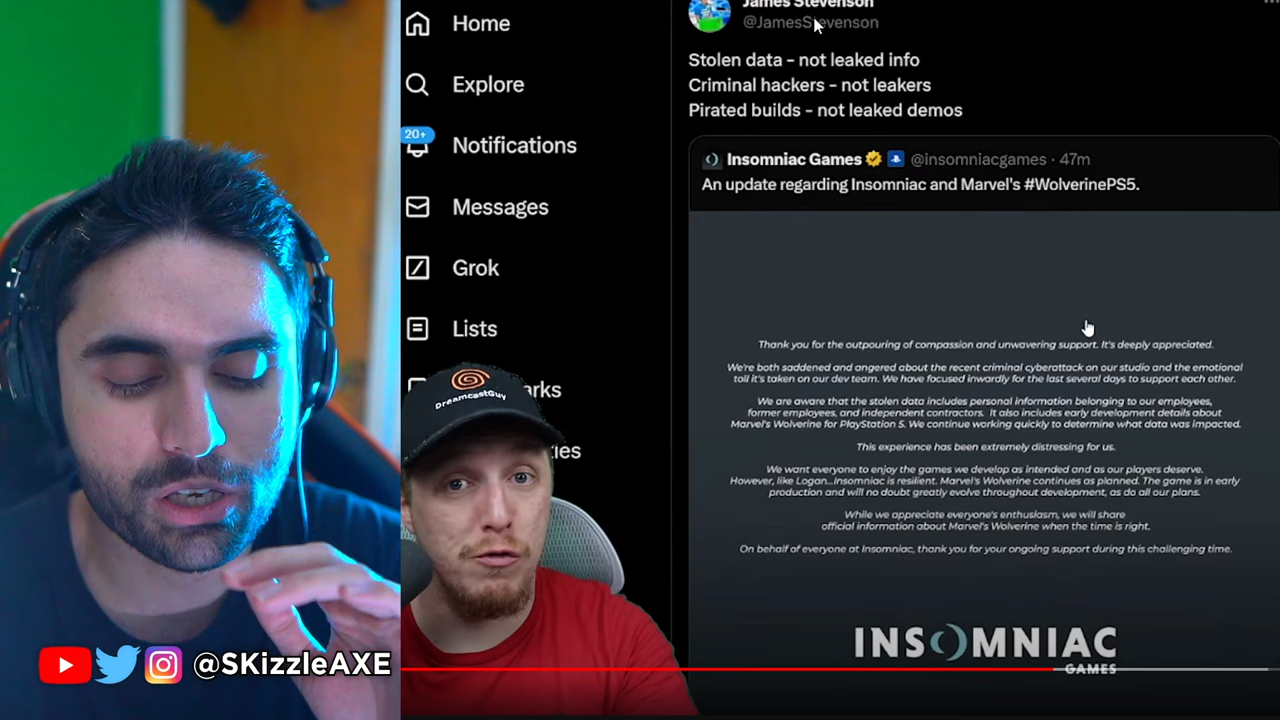 Home
Explore
20+
Notifications
Messages
Grok
Lists
arks
ies
DreamcastGuy
@SKizzleAXE
James Stevenson
@JamesStevenson
Stolen data - not leaked info
Criminal hackers - not leakers
Pirated builds - not leaked demos
Insomniac Games @insomniacgames · 47m
An update regarding Insomniac and Marvel's #WolverinePS5.
Thank you for the outpouring of compassion and unwavering support. It's deeply appreciated.
We're both saddened and angered about the recent criminal cyberattack on our studio and the emotional
toll it's taken on our dev team. We have focused inwardly for the last several days to support each other.
We are aware that the stolen data includes personal information belonging to our employees,
former employees, and independent contractors. It also includes early development details about
Marvel's Wolverine for PlayStation 5. We continue working quickly to determine what data was impacted.
This experience has been extremely distressing for us.
We want everyone to enjoy the games we develop as intended and as our players deserve.
However, like Logan...Insomniac is resilient. Marvel's Wolverine continues as planned. The game is in early
production and will no doubt greatly evolve throughout development, as do all our plans.
While we appreciate everyone's enthusiasm, we will share
official information about Marvel's Wolverine when the time is right.
On behalf of everyone at Insomniac, thank you for your ongoing support during this challenging time.
INSOMNIAC
GAMES